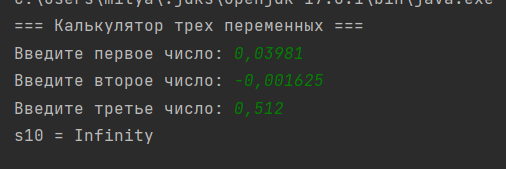 === Калькулятор трех переменных ===
Введите первое число: 0,03981
Введите второе число: -0,001625
Введите третье число: 0,512
s10 = Infinity